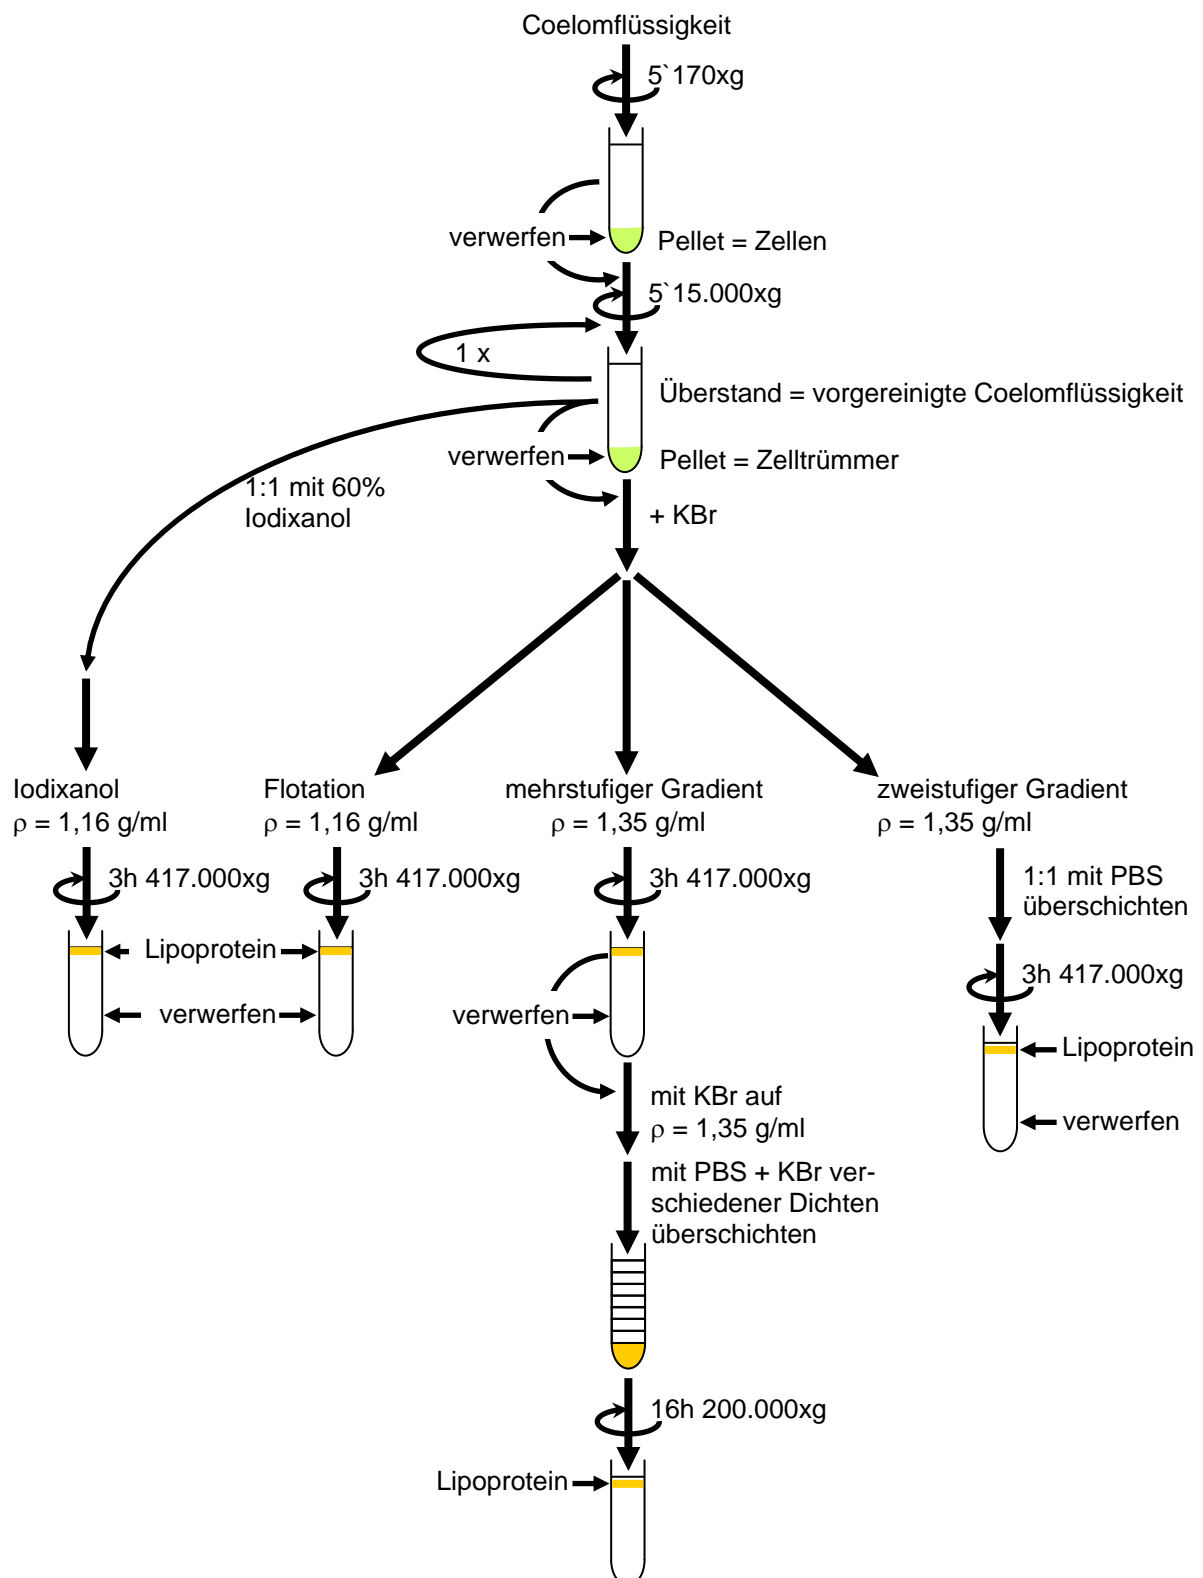 Coelomflüssigkeit
5`170xg
verwerfen
Pellet = Zellen
5`15.000xg
1 x
Überstand = vorgereinigte Coelomflüssigkeit
verwerfen
Pellet = Zelltrümmer
1:1 mit 60%
Iodixanol
+ KBr
Iodixanol
ρ = 1,16 g/ml
Flotation
ρ = 1,16 g/ml
mehrstufiger Gradient
ρ = 1,35 g/ml
zweistufiger Gradient
ρ = 1,35 g/ml
3h 417.000xg
3h 417.000xg
3h 417.000xg
1:1 mit PBS
überschichten
Lipoprotein
verwerfen
verwerfen
3h 417.000xg
Lipoprotein
verwerfen
mit KBr auf
ρ = 1,35 g/ml
mit PBS + KBr ver-
schiedener Dichten
überschichten
16h 200.000xg
Lipoprotein